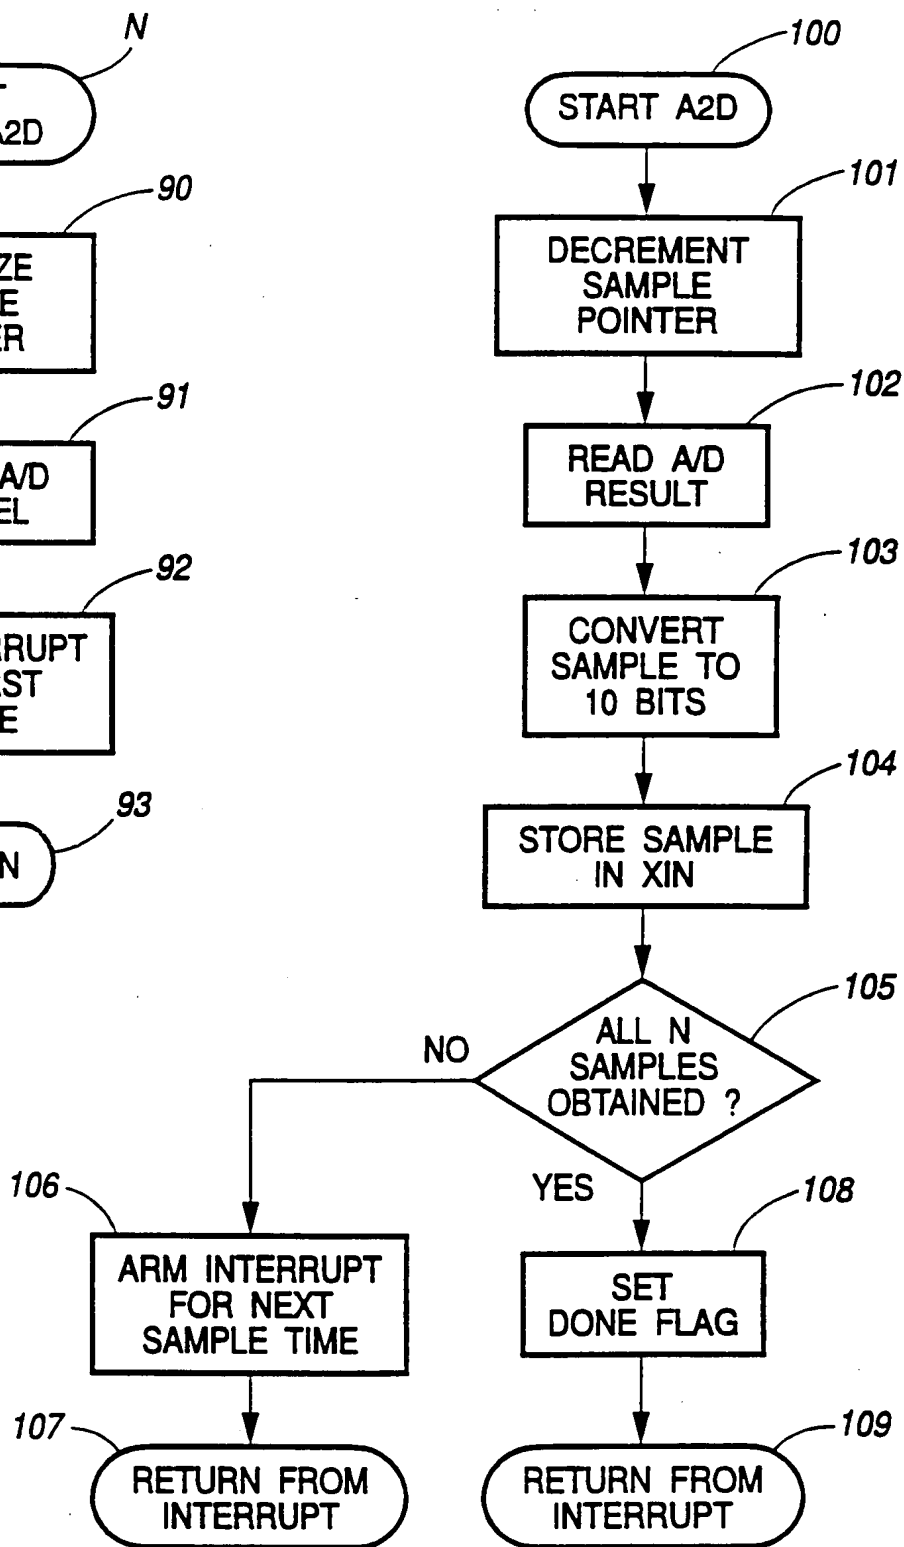 N
A2D
90
91
A/D
92
93
N
100
START A2D
101
DECREMENT
SAMPLE
POINTER
102
READ A/D
RESULT
103
CONVERT
SAMPLE TO
10 BITS
104
STORE SAMPLE
IN XIN
105
ALL N
SAMPLES
OBTAINED ?
NO
YES
106
ARM INTERRUPT
FOR NEXT
SAMPLE TIME
107
RETURN FROM
INTERRUPT
108
SET
DONE FLAG
109
RETURN FROM
INTERRUPT